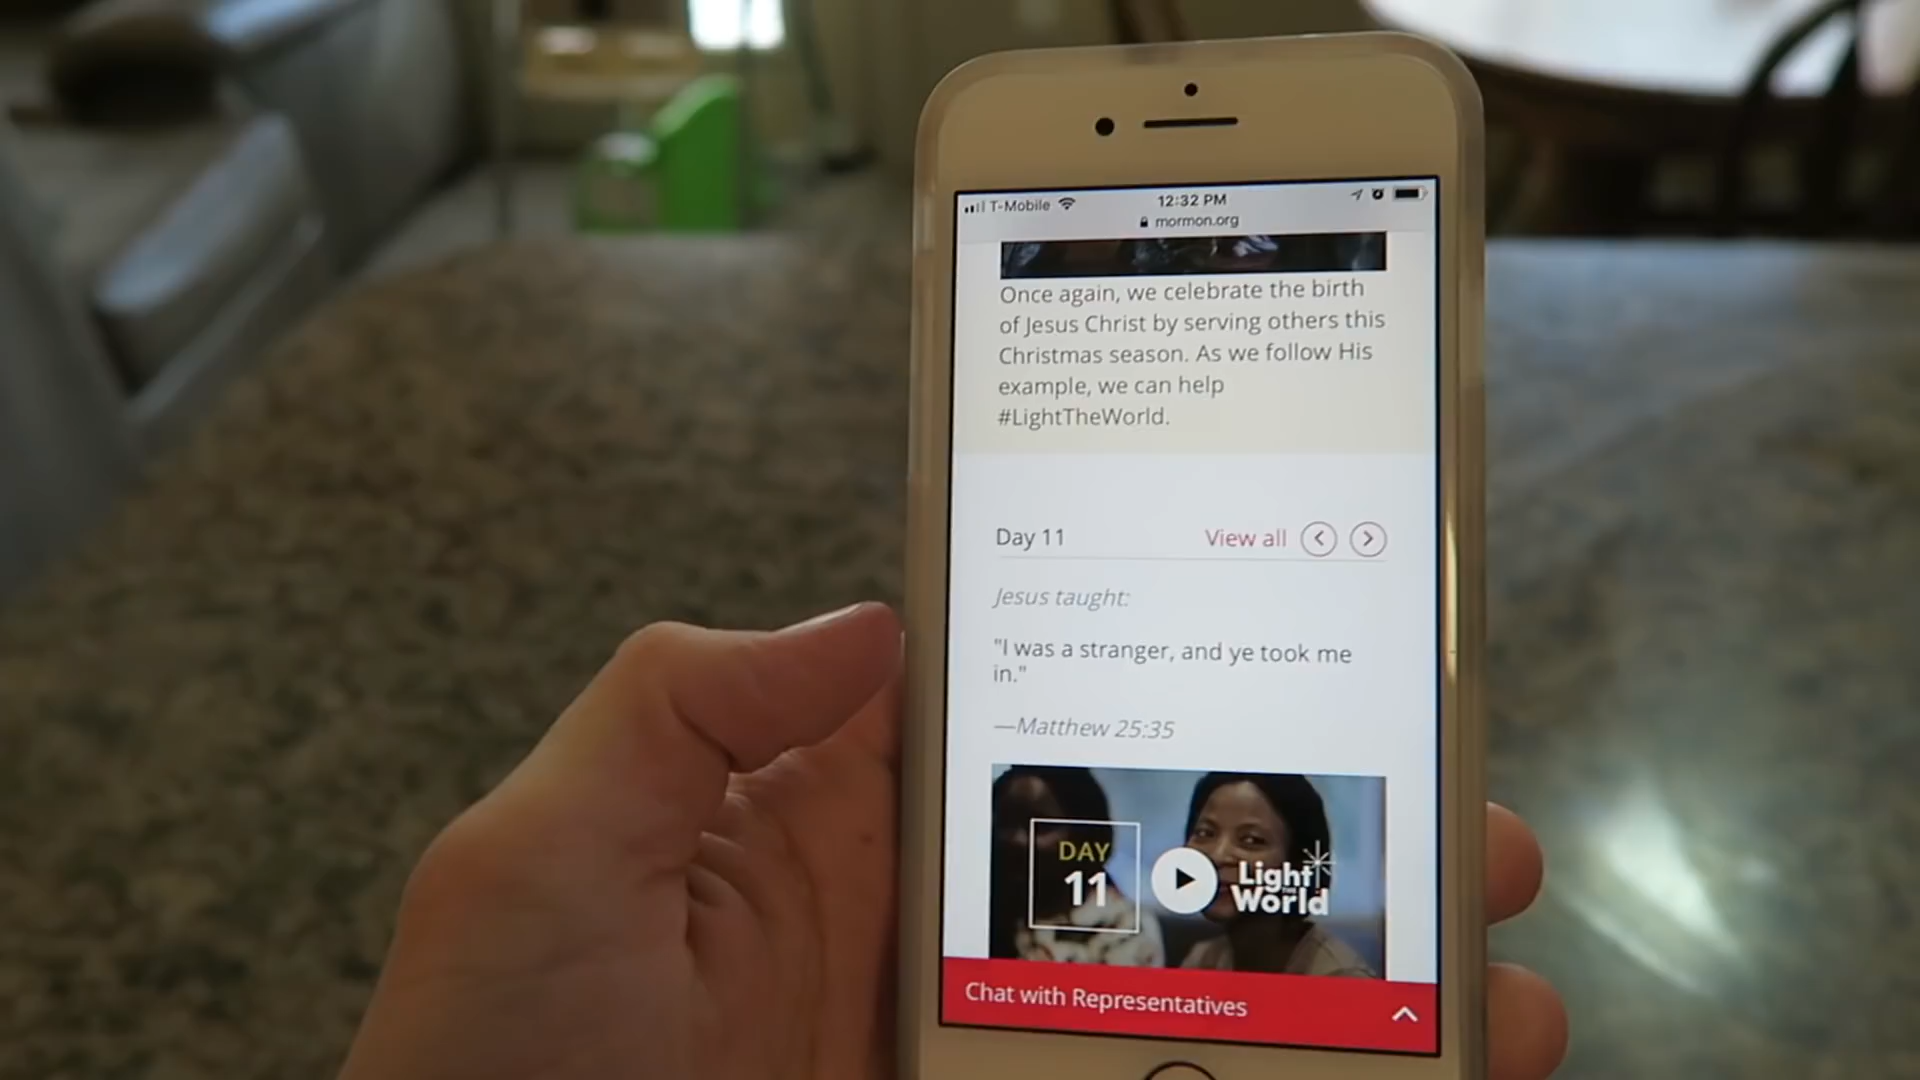 T-Mobile 12:32 PM
mormon.org
Once again, we celebrate the birth
of Jesus Christ by serving others this
Christmas season. As we follow His
example, we can help
#LightTheWorld.
Day 11 View all
Jesus taught:
"I was a stranger, and ye took me
in."
—Matthew 25:35
DAY
11
Light
THE
World
Chat with Representatives